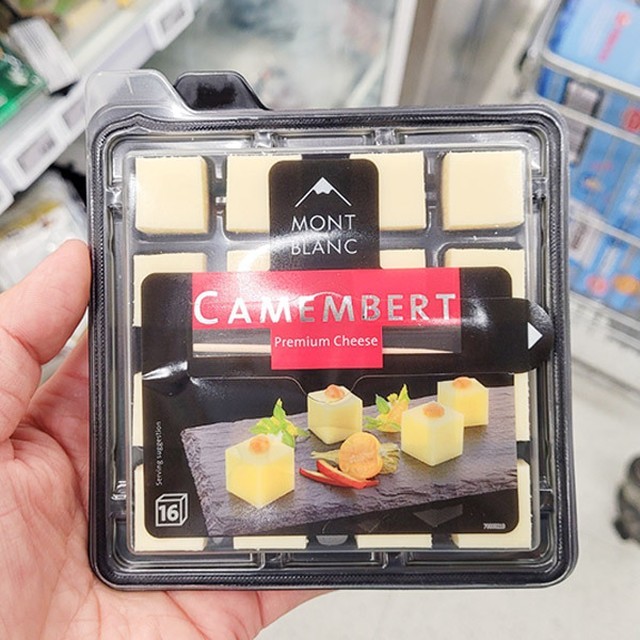 MONT
BLANC
CAMEMBERT
Premium Cheese
Serving suggestion
16